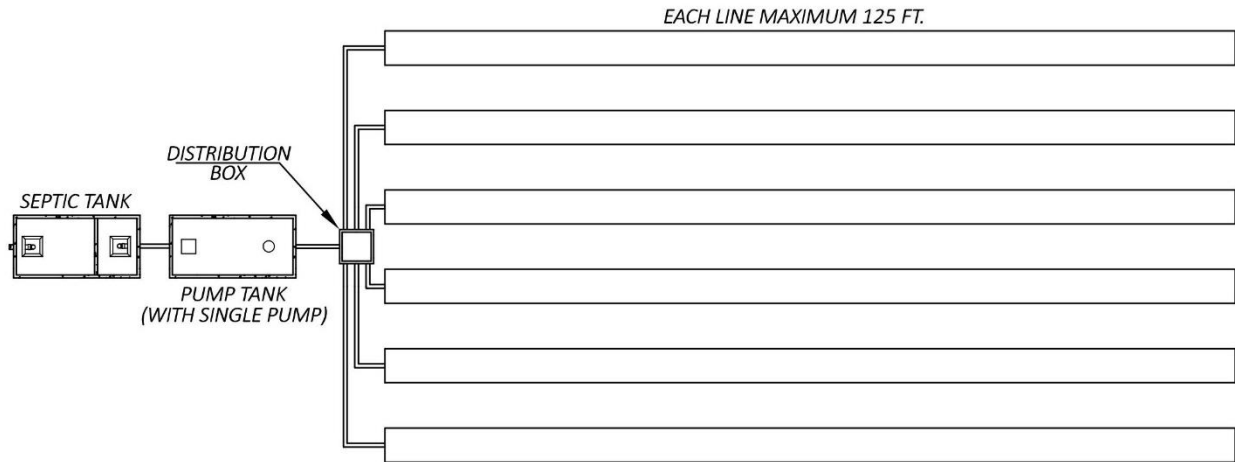 EACH LINE MAXIMUM 125 FT.
DISTRIBUTION
BOX
SEPTIC TANK
PUMP TANK
(WITH SINGLE PUMP)